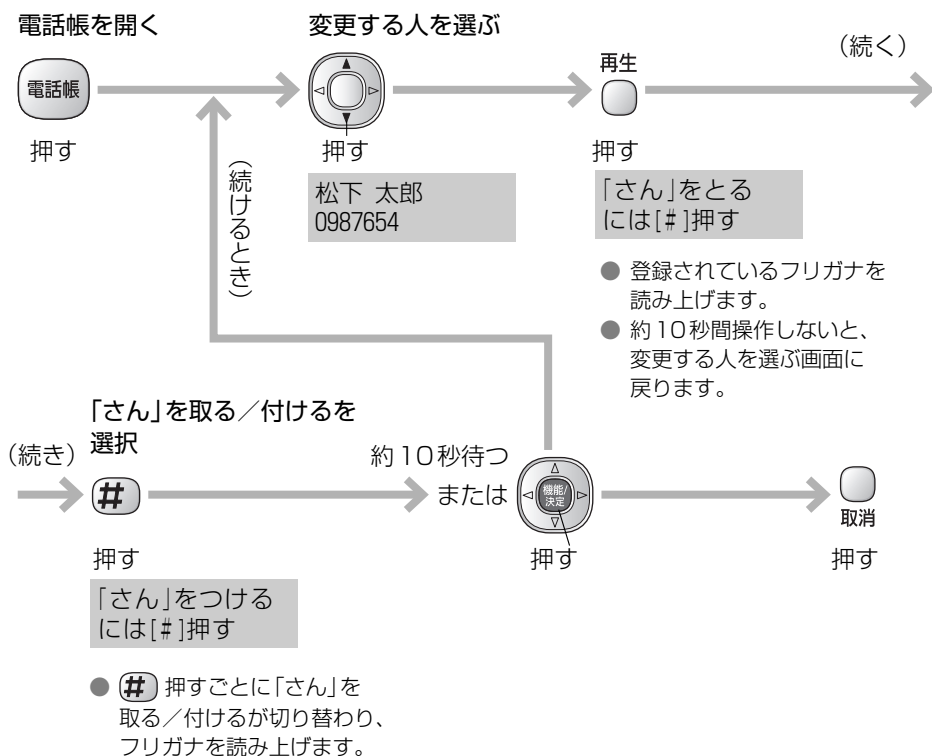 電話帳を開く
電話帳
押す
(続けるとき)
変更する人を選ぶ
押す
松下 太郎
0987654
再生
押す
「さん」をとる
には[#]押す
● 登録されているフリガナを
読み上げます。
● 約10秒間操作しないと、
変更する人を選ぶ画面に
戻ります。
(続く)
(続き)
「さん」を取る/付けるを
選択
#
押す
「さん」をつける
には[#]押す
● # 押すごとに「さん」を
取る/付けるが切り替わり、
フリガナを読み上げます。
約10秒待つ
または
機能/
決定
押す
取消
押す